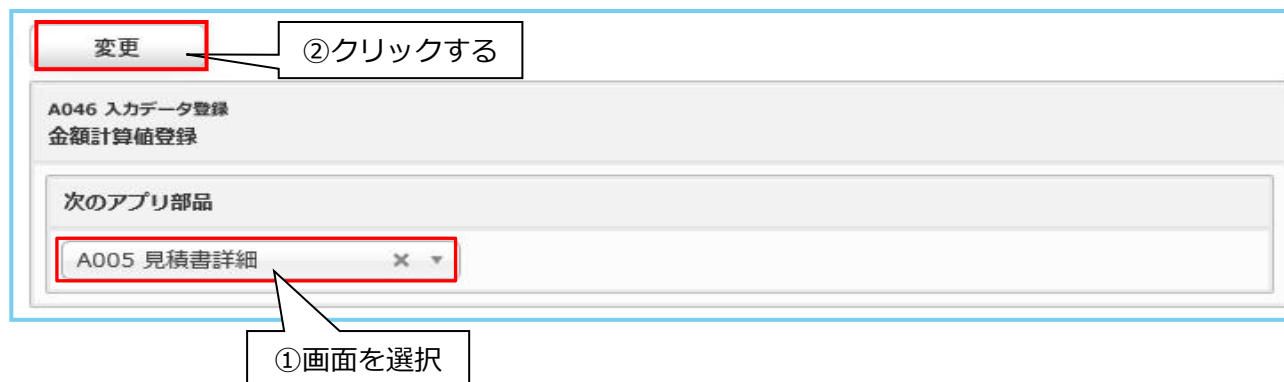 変更
②クリックする
A046 入力データ登録
金額計算値登録
次のアプリ部品
A005 見積書詳細
①画面を選択